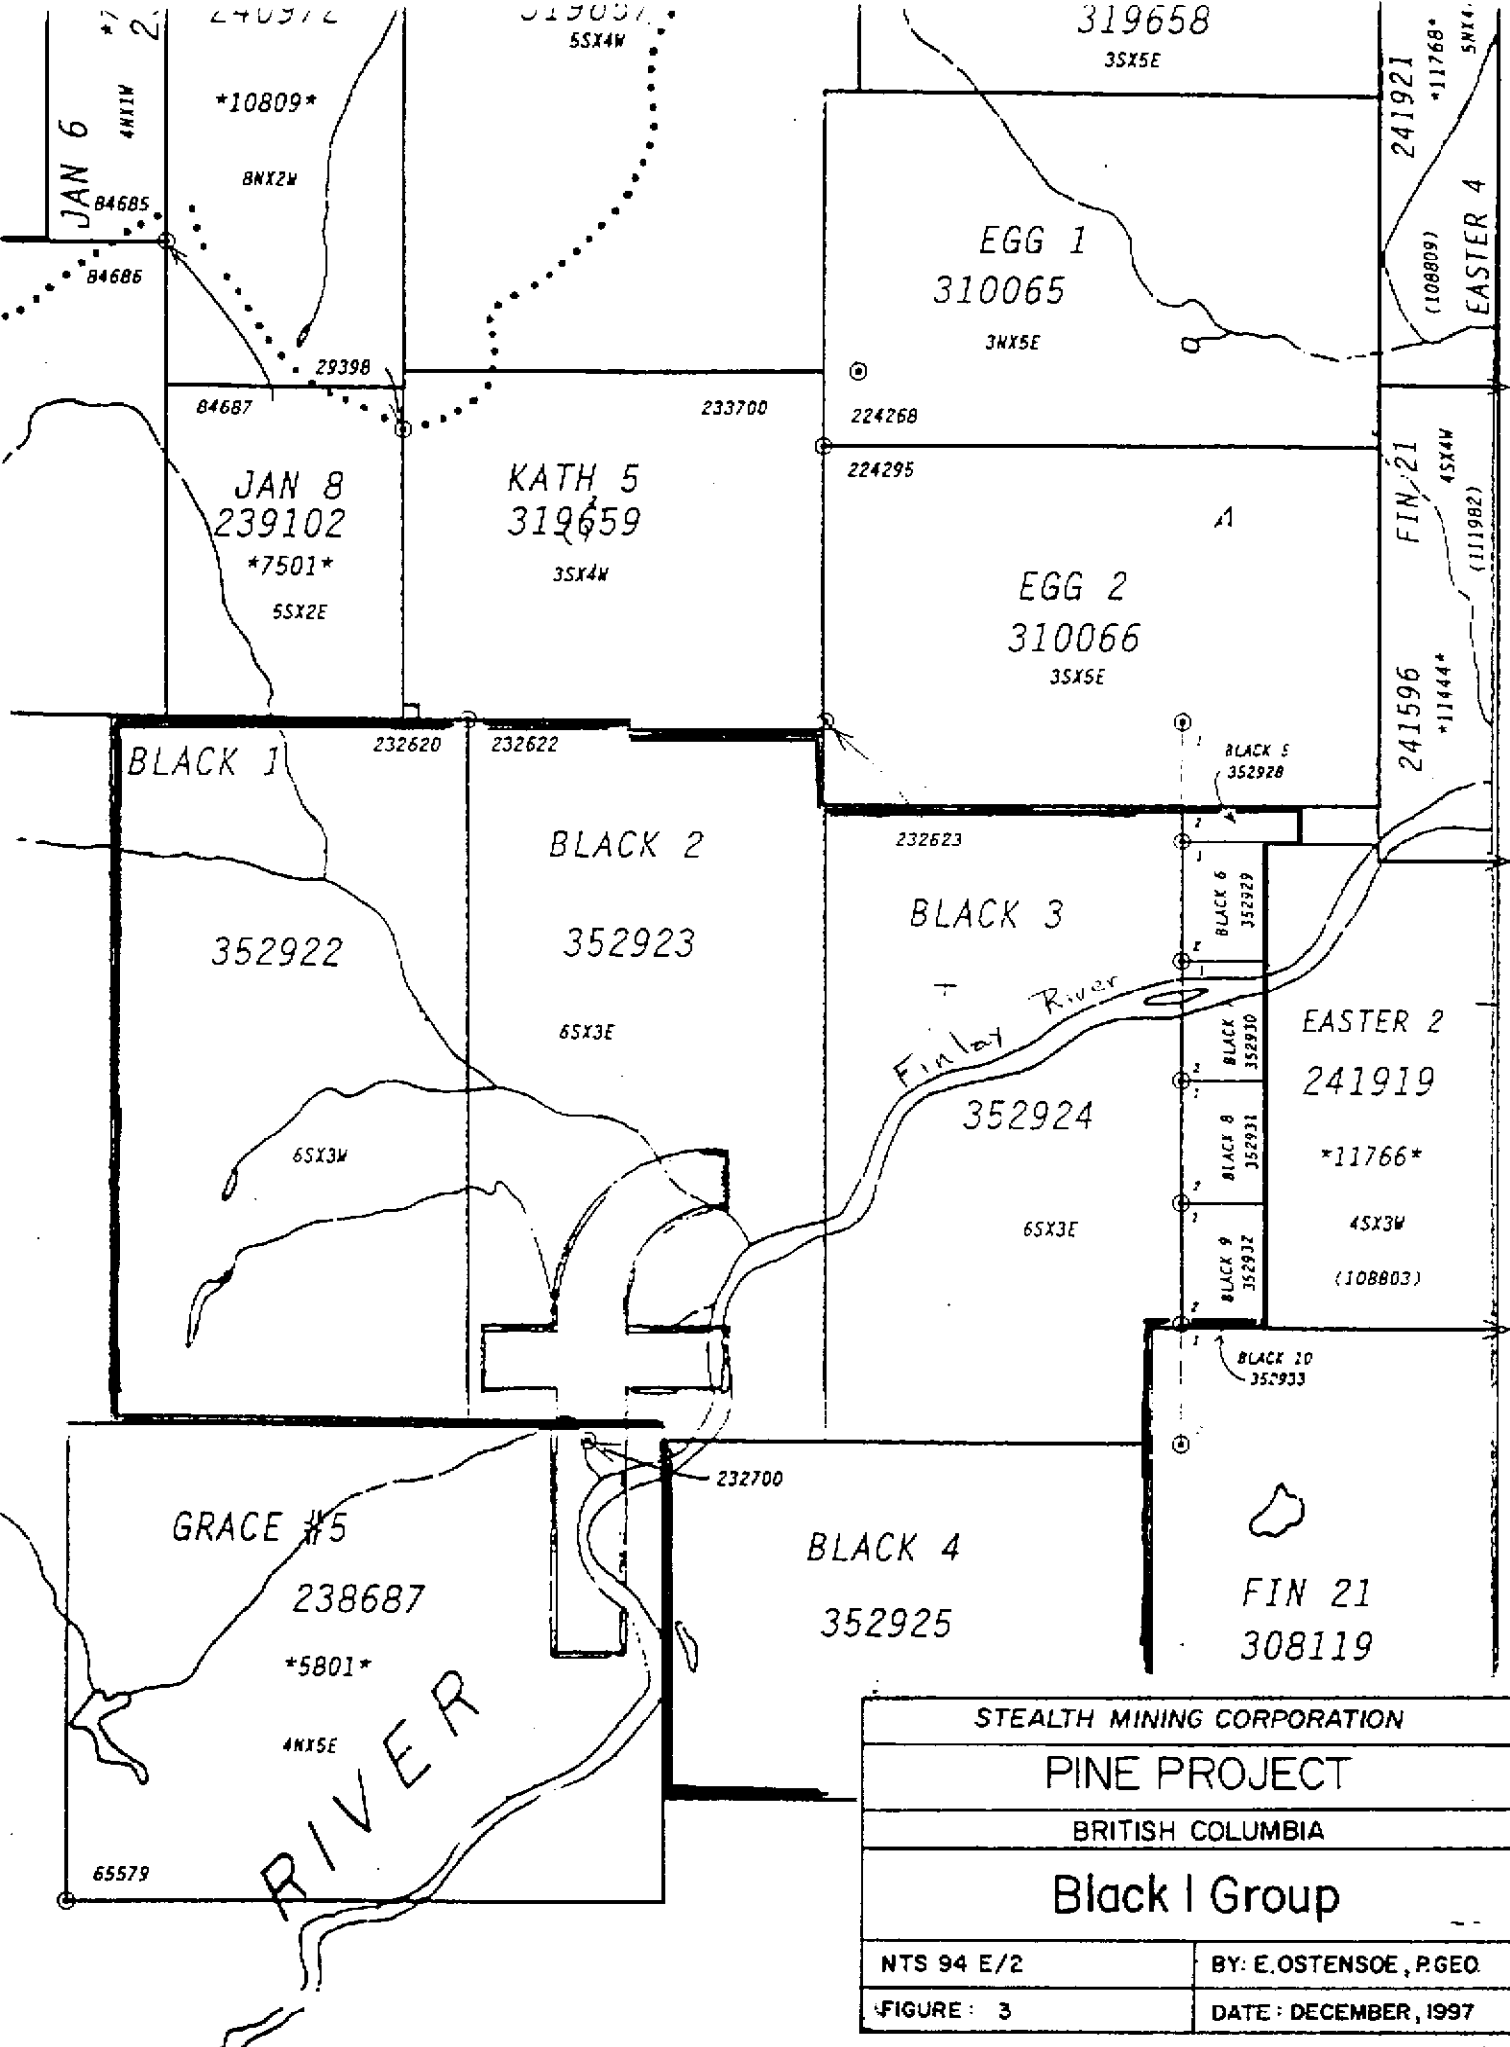 240972
*10809*
8NX2W
5SX4W
319658
3SX5E
JAN 6
4NX1W
241921
*11768*
(108809)
EASTER 4
84685
84686
84687
29398
EGG 1
310065
3NX5E
233700
224268
224295
JAN 8
239102
*7501*
5SX2E
KATH 5
319659
3SX4W
EGG 2
310066
3SX5E
FIN 21
4SX4W
(111982)
241596
*11444*
232620
232622
232623
BLACK 1
352922
6SX3W
BLACK 2
352923
6SX3E
BLACK 3
352924
6SX3E
Finlay River
BLACK 5
352928
BLACK 6
352929
BLACK 7
352930
BLACK 8
352931
BLACK 9
352932
BLACK 10
352933
EASTER 2
241919
*11766*
4SX3W
(108803)
232700
GRACE #5
238687
*5801*
4NX5E
RIVER
65579
BLACK 4
352925
FIN 21
308119
STEALTH MINING CORPORATION
PINE PROJECT
BRITISH COLUMBIA
Black 1 Group
NTS 94 E/2
BY: E.OSTENSOE, P.GEO.
FIGURE: 3
DATE: DECEMBER, 1997